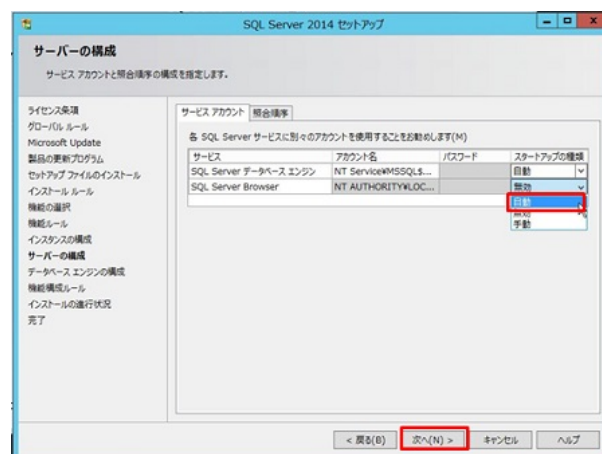 SQL Server 2014 セットアップ
サーバーの構成
サービス アカウントと照合順序の構成を指定します。
ライセンス条項
グローバル ルール
Microsoft Update
製品の更新プログラム
セットアップ ファイルのインストール
インストール ルール
機能の選択
機能ルール
インスタンスの構成
サーバーの構成
データベース エンジンの構成
機能構成ルール
インストールの進行状況
完了
サービス アカウント 照合順序
各 SQL Server サービスに別々のアカウントを使用することをお勧めします(M)
サービス アカウント名 パスワード スタートアップの種類
SQL Server データベース エンジン NT Service¥MSSQL$... 自動
SQL Server Browser NT AUTHORITY¥LOC... 無効
自動
無効
手動
< 戻る(B) 次へ(N) > キャンセル ヘルプ